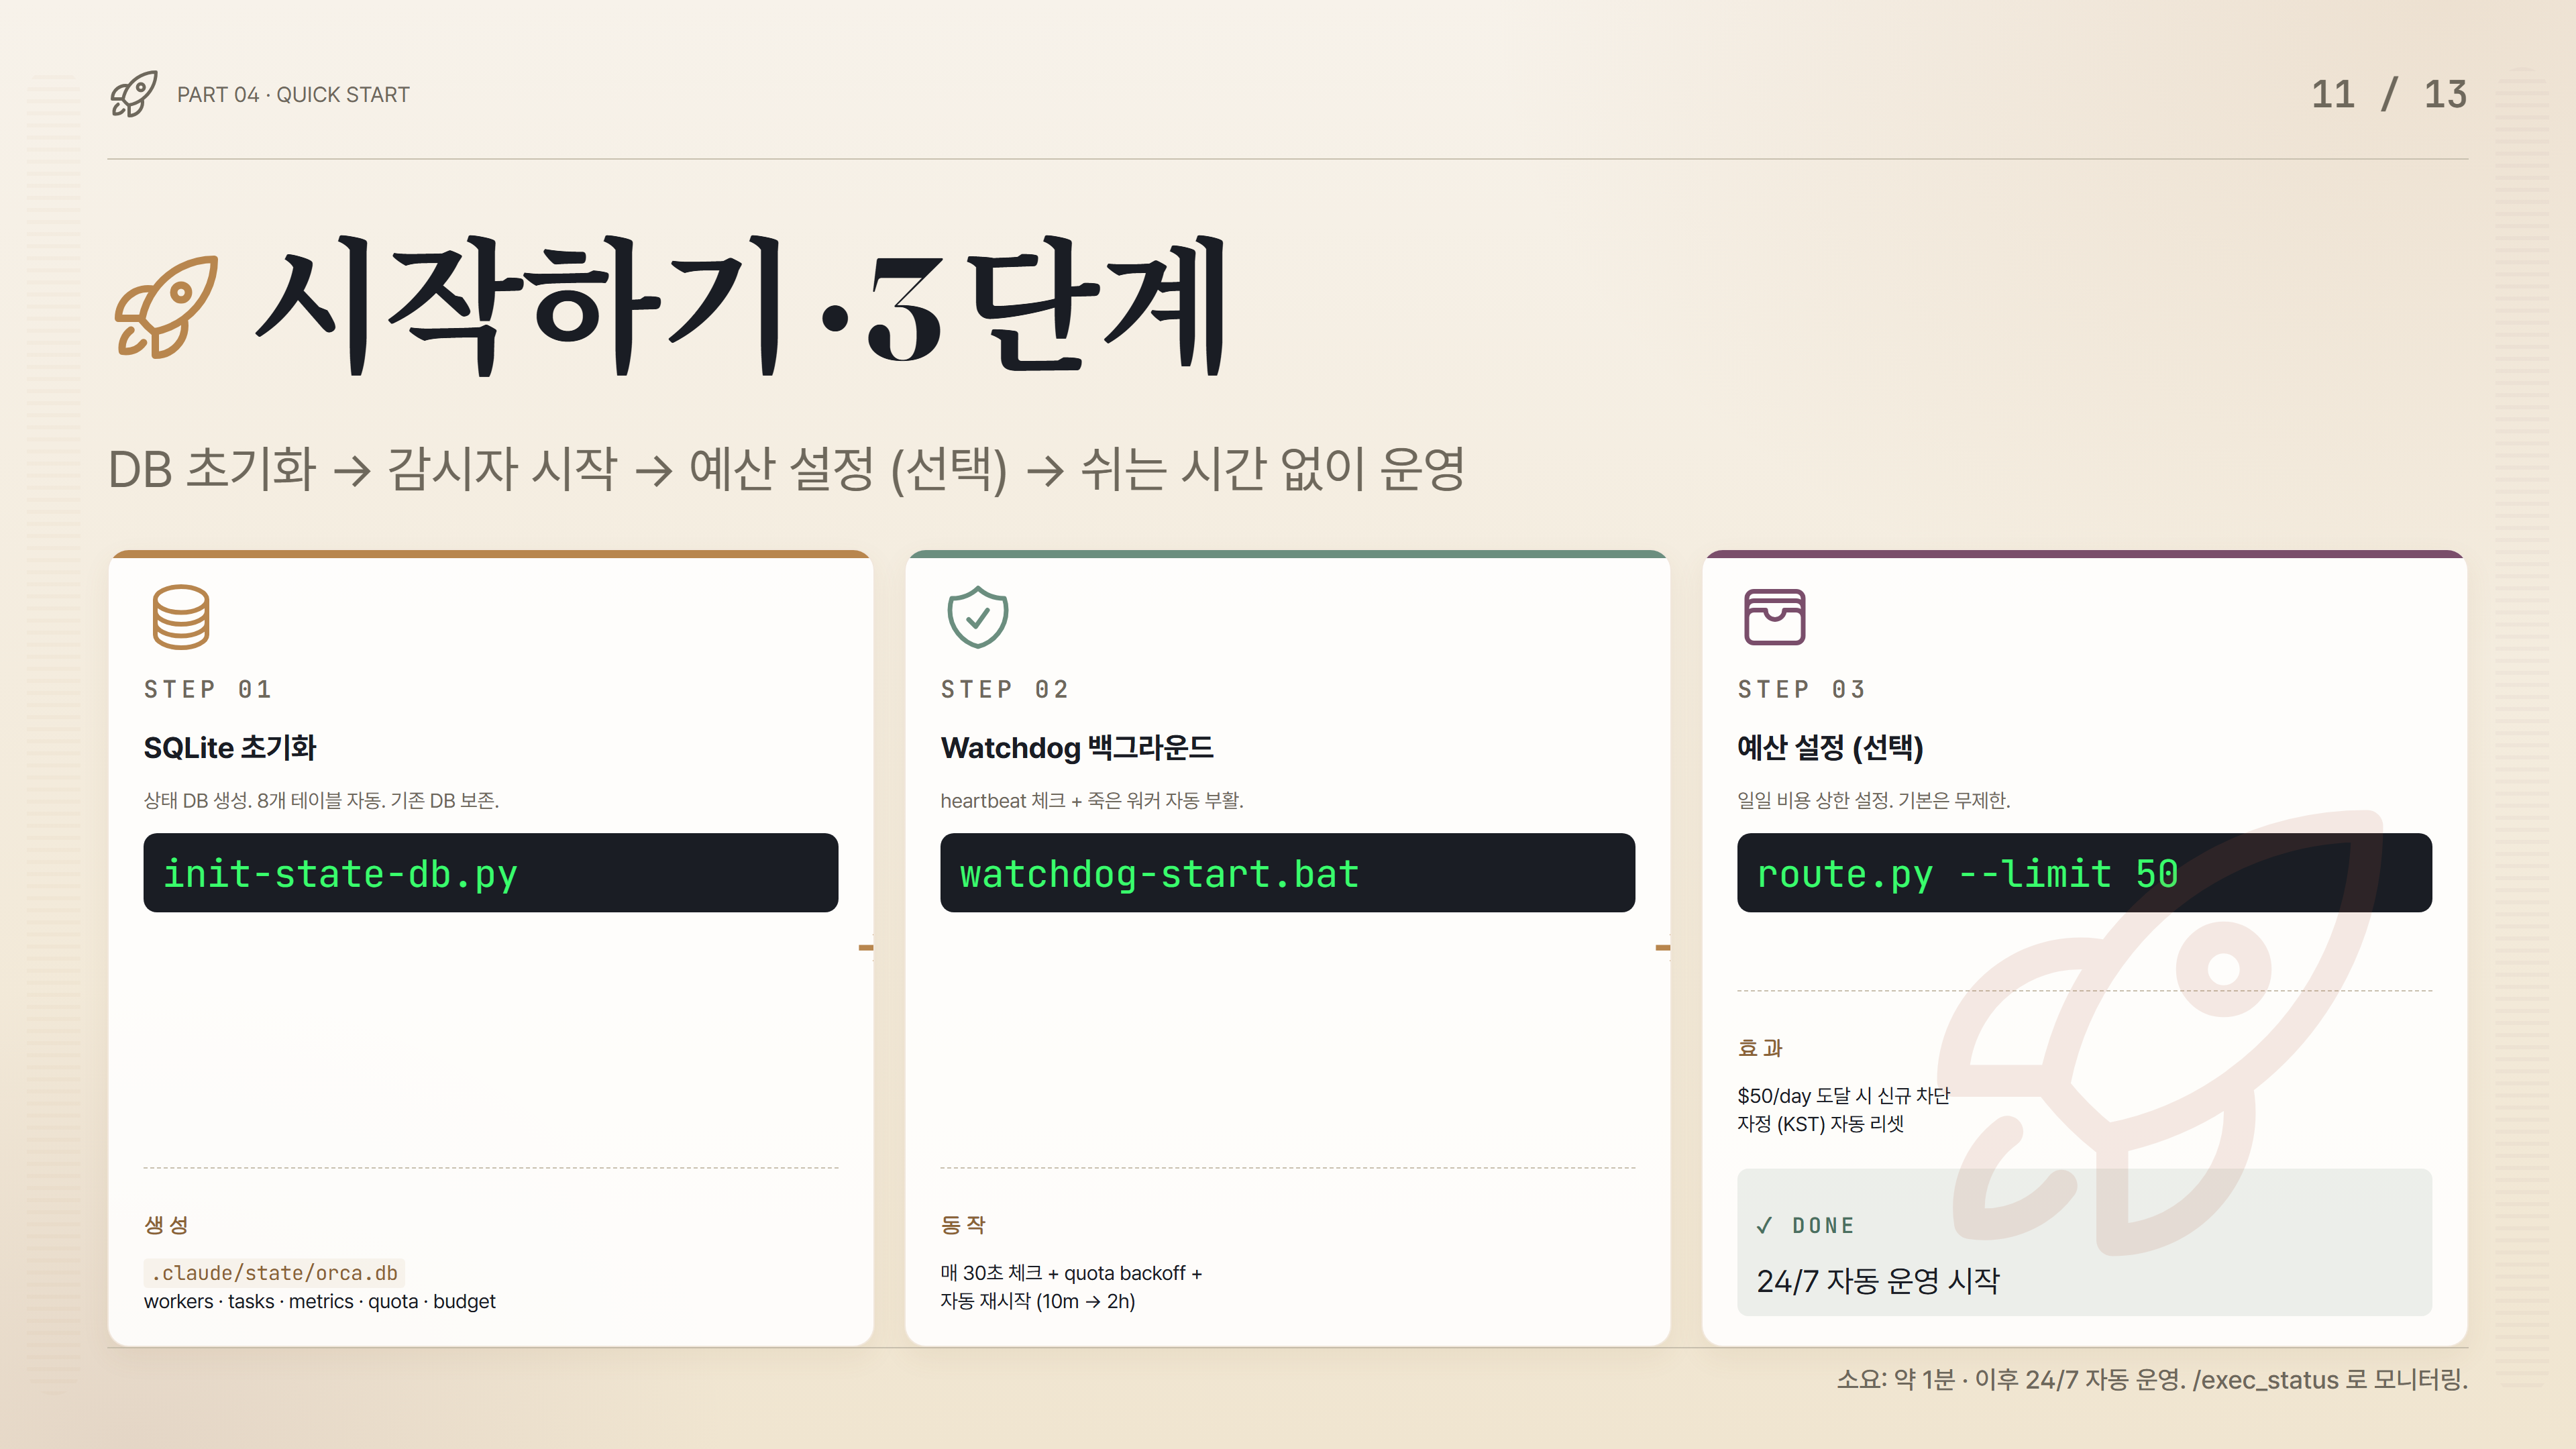 PART 04 · QUICK START
11 / 13
시작하기 · 3단계
DB 초기화 → 감시자 시작 → 예산 설정 (선택) → 쉬는 시간 없이 운영
STEP 01
SQLite 초기화
상태 DB 생성. 8개 테이블 자동. 기존 DB 보존.
init-state-db.py
생성
.claude/state/orca.db
workers · tasks · metrics · quota · budget
STEP 02
Watchdog 백그라운드
heartbeat 체크 + 죽은 워커 자동 부활.
watchdog-start.bat
동작
매 30초 체크 + quota backoff +
자동 재시작 (10m → 2h)
STEP 03
예산 설정 (선택)
일일 비용 상한 설정. 기본은 무제한.
route.py --limit 50
효과
$50/day 도달 시 신규 차단
자정 (KST) 자동 리셋
✓ DONE
24/7 자동 운영 시작
소요: 약 1분 · 이후 24/7 자동 운영. /exec_status 로 모니터링.